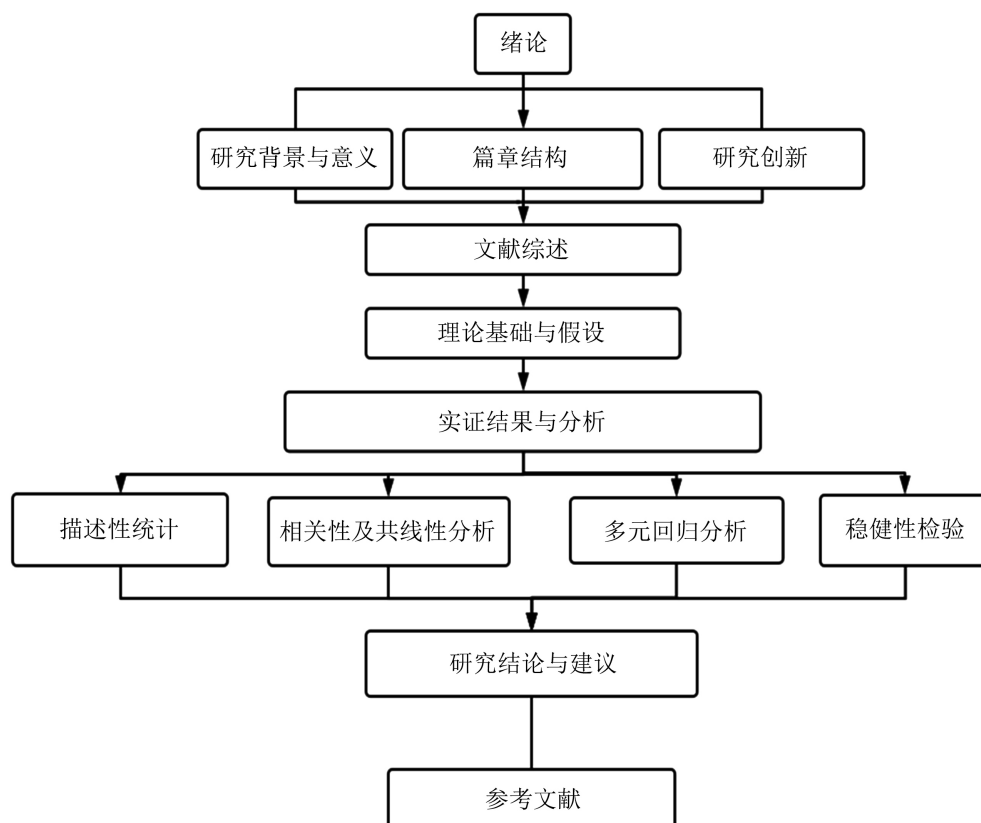 绪论
研究背景与意义
篇章结构
研究创新
文献综述
理论基础与假设
实证结果与分析
描述性统计
相关性及共线性分析
多元回归分析
稳健性检验
研究结论与建议
参考文献